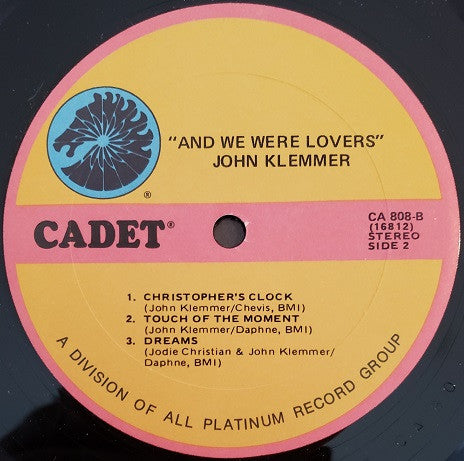 "AND WE WERE LOVERS"
JOHN KLEMMER
®
CADET®
CA 808-B
(16812)
STEREO
SIDE 2
1. CHRISTOPHER'S CLOCK
(John Klemmer/Chevis, BMI)
2. TOUCH OF THE MOMENT
(John Klemmer/Daphne, BMI)
3. DREAMS
(Jodie Christian & John Klemmer/
Daphne, BMI)
A DIVISION OF ALL PLATINUM RECORD GROUP